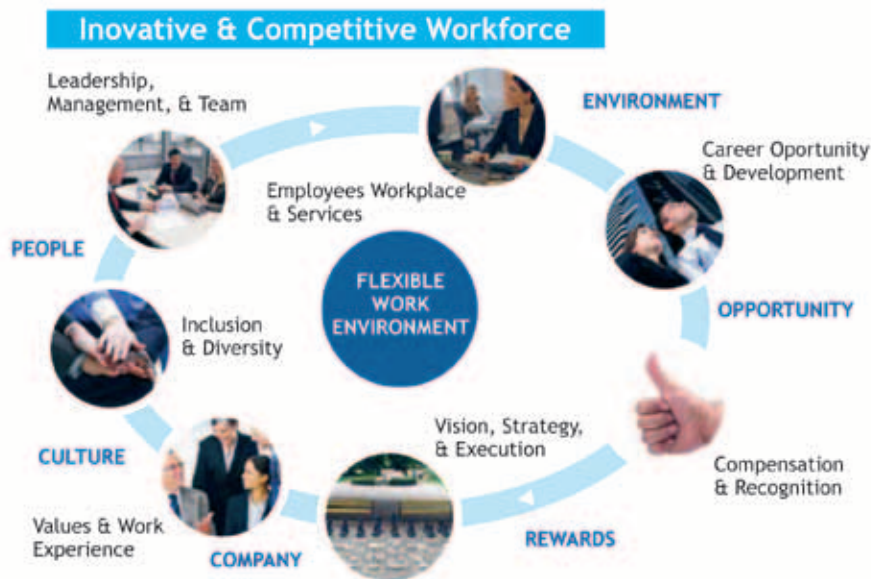 Inovative & Competitive Workforce
Leadership,
Management, & Team
ENVIRONMENT
Career Oportunity
& Development
Employees Workplace
& Services
PEOPLE
FLEXIBLE
WORK
ENVIRONMENT
OPPORTUNITY
Inclusion
& Diversity
Vision, Strategy,
& Execution
CULTURE
Compensation
& Recognition
Values & Work
Experience
COMPANY
REWARDS